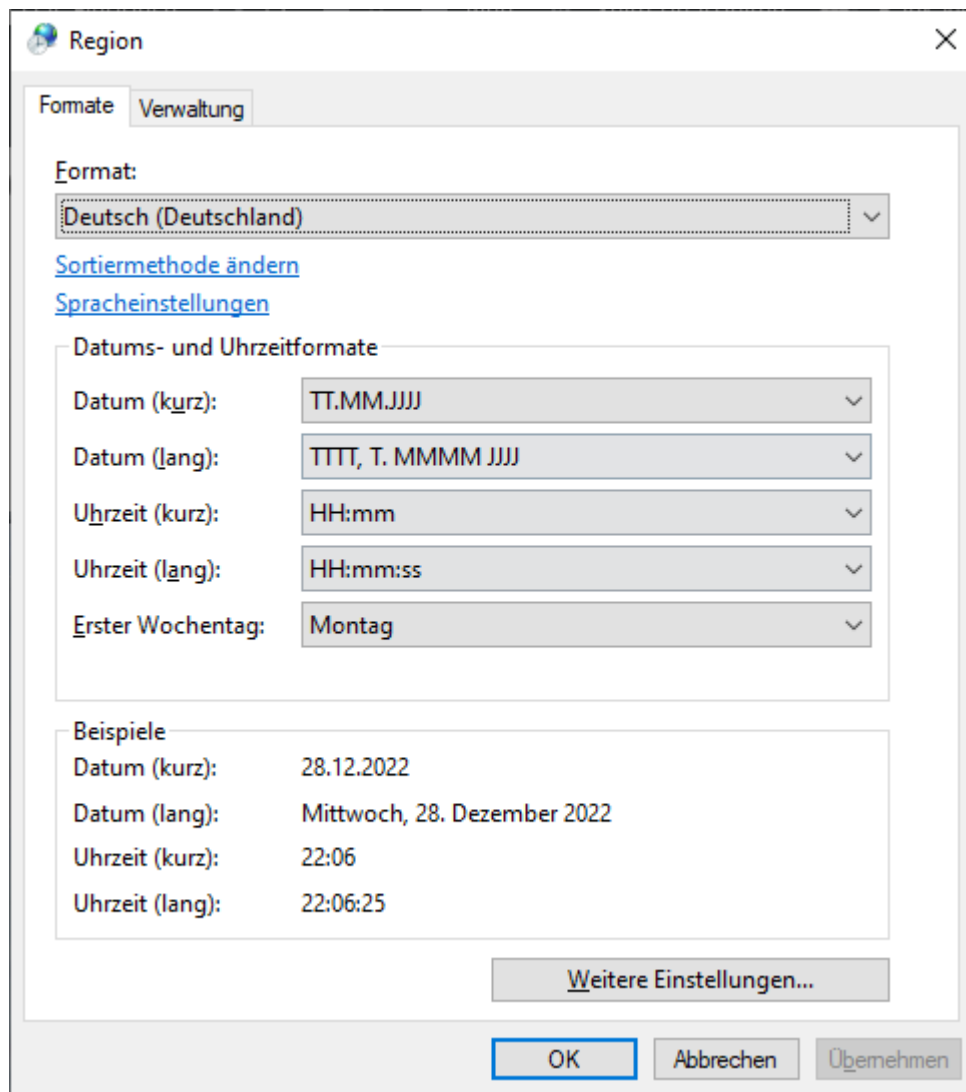 Region
Formate Verwaltung
Format:
Deutsch (Deutschland)
Sortiermethode ändern
Spracheinstellungen
Datums- und Uhrzeitformate
Datum (kurz): TT.MM.JJJJ
Datum (lang): TTTT, T. MMMM JJJJ
Uhrzeit (kurz): HH:mm
Uhrzeit (lang): HH:mm:ss
Erster Wochentag: Montag
Beispiele
Datum (kurz): 28.12.2022
Datum (lang): Mittwoch, 28. Dezember 2022
Uhrzeit (kurz): 22:06
Uhrzeit (lang): 22:06:25
Weitere Einstellungen...
OK Abbrechen Übernehmen